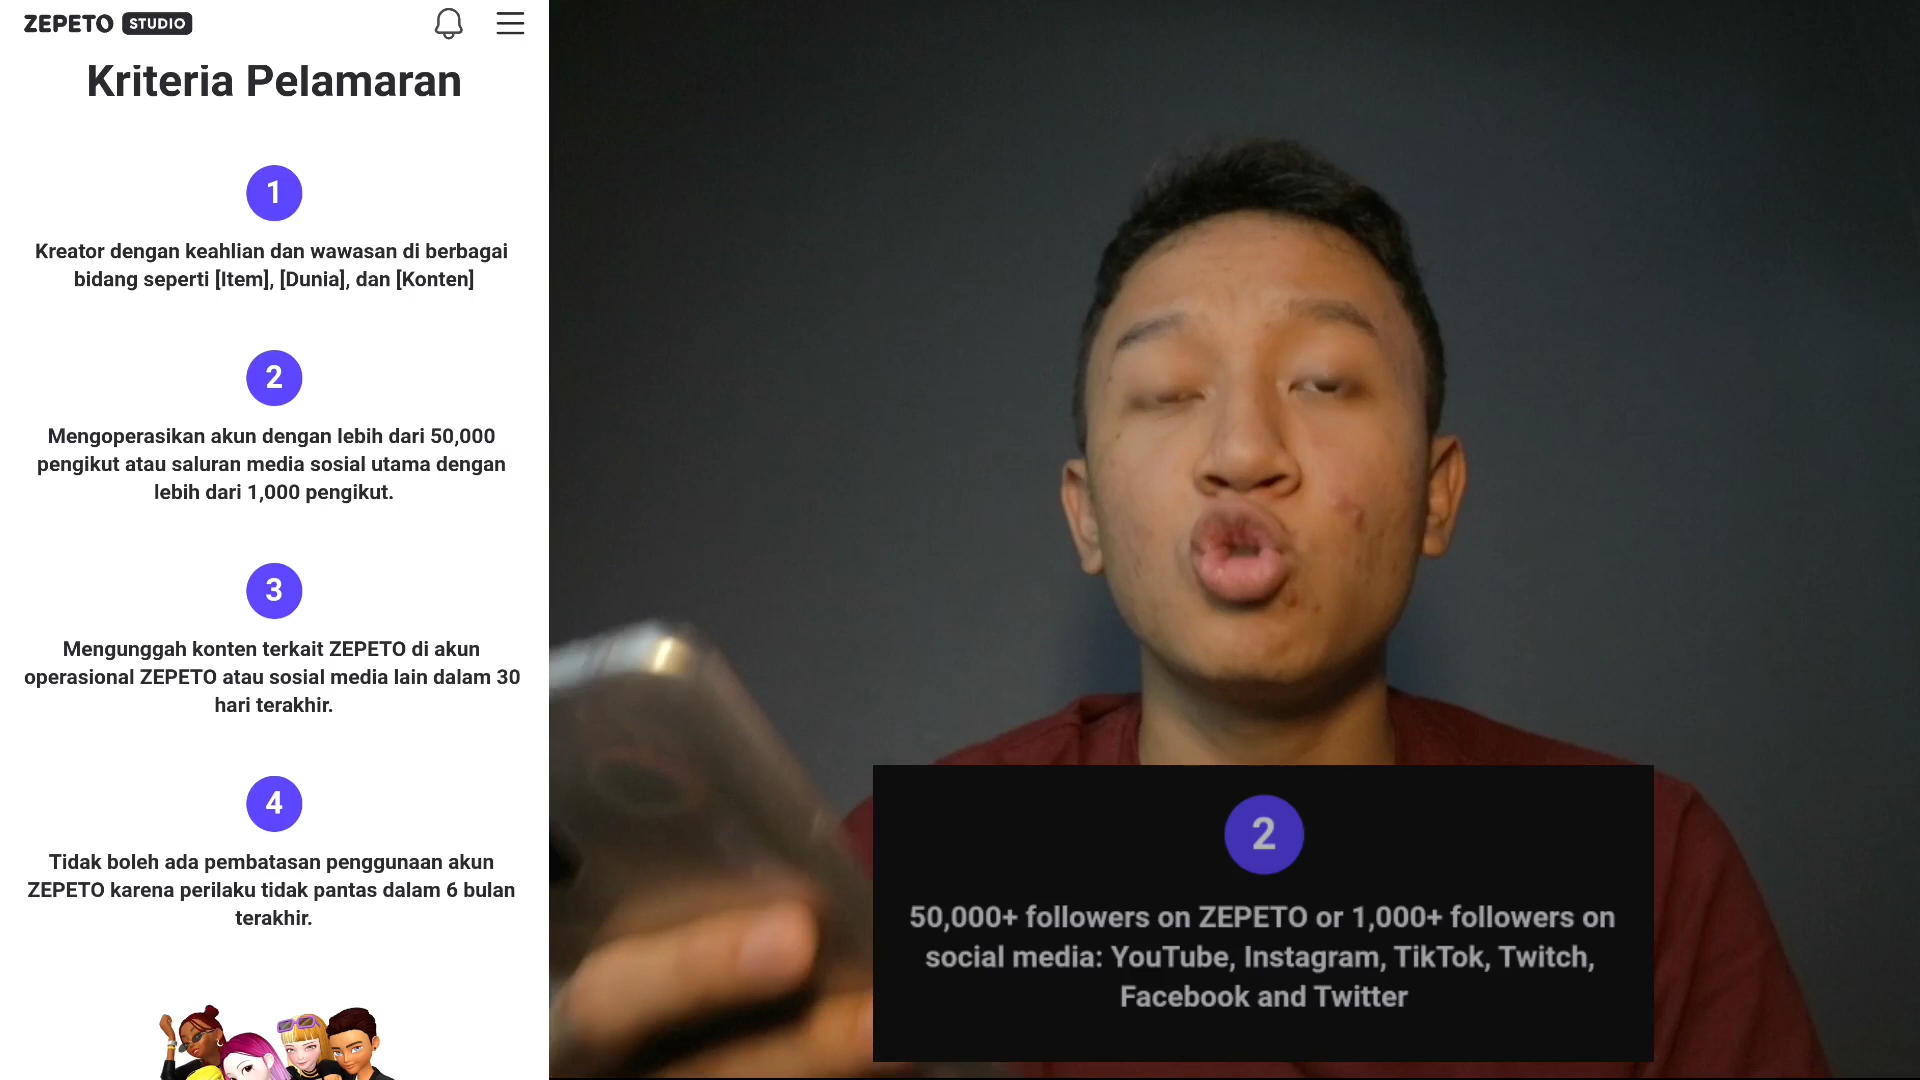 ZEPETO STUDIO
Kriteria Pelamaran
1
Kreator dengan keahlian dan wawasan di berbagai
bidang seperti [Item], [Dunia], dan [Konten]
2
Mengoperasikan akun dengan lebih dari 50,000
pengikut atau saluran media sosial utama dengan
lebih dari 1,000 pengikut.
3
Mengunggah konten terkait ZEPETO di akun
operasional ZEPETO atau sosial media lain dalam 30
hari terakhir.
4
Tidak boleh ada pembatasan penggunaan akun
ZEPETO karena perilaku tidak pantas dalam 6 bulan
terakhir.
2
50,000+ followers on ZEPETO or 1,000+ followers on
social media: YouTube, Instagram, TikTok, Twitch,
Facebook and Twitter